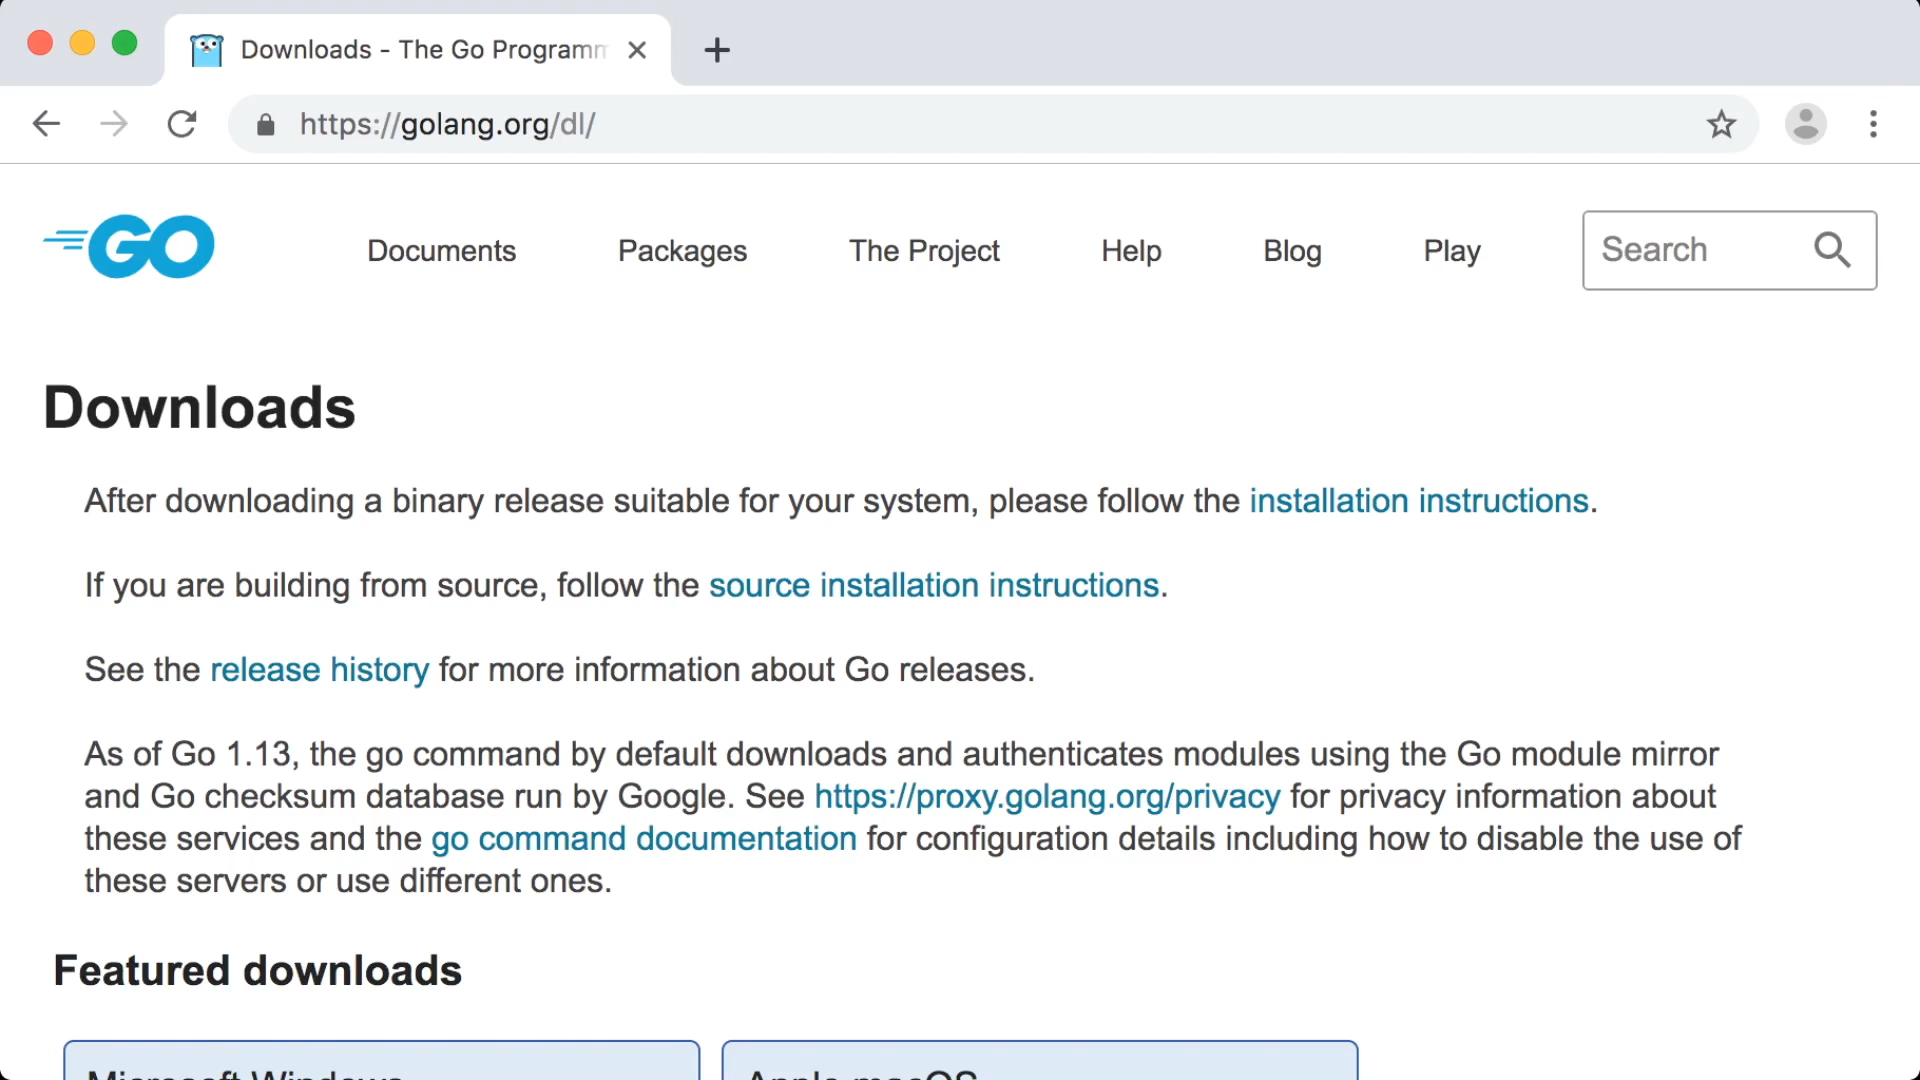 Downloads - The Go Programm
https://golang.org/dl/
GO
Documents
Packages
The Project
Help
Blog
Play
Search
Downloads
After downloading a binary release suitable for your system, please follow the installation instructions.
If you are building from source, follow the source installation instructions.
See the release history for more information about Go releases.
As of Go 1.13, the go command by default downloads and authenticates modules using the Go module mirror
and Go checksum database run by Google. See https://proxy.golang.org/privacy for privacy information about
these services and the go command documentation for configuration details including how to disable the use of
these servers or use different ones.
Featured downloads
Microsoft Windows
Apple macOS